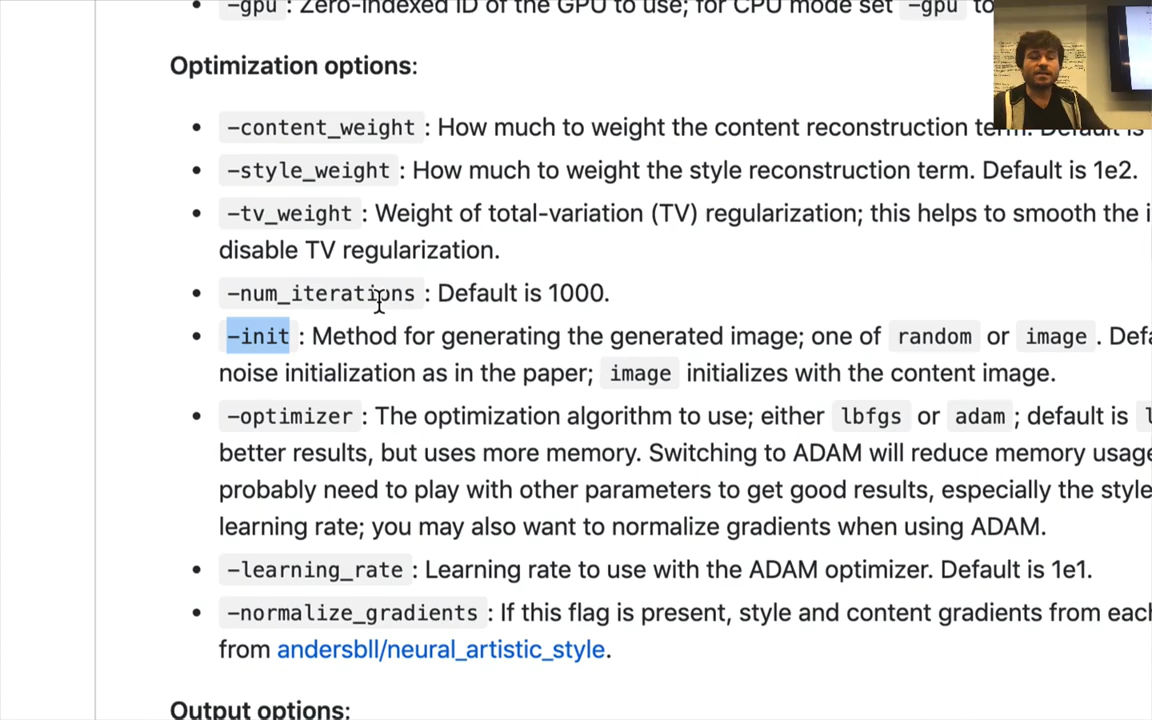 -gpu : Zero-indexed ID of the GPU to use; for CPU mode set -gpu to
Optimization options:
-content_weight : How much to weight the content reconstruction term. Default is
-style_weight : How much to weight the style reconstruction term. Default is 1e2.
-tv_weight : Weight of total-variation (TV) regularization; this helps to smooth the i
disable TV regularization.
-num_iterations : Default is 1000.
-init : Method for generating the generated image; one of random or image . Defa
noise initialization as in the paper; image initializes with the content image.
-optimizer : The optimization algorithm to use; either lbfgs or adam ; default is l
better results, but uses more memory. Switching to ADAM will reduce memory usage
probably need to play with other parameters to get good results, especially the style
learning rate; you may also want to normalize gradients when using ADAM.
-learning_rate : Learning rate to use with the ADAM optimizer. Default is 1e1.
-normalize_gradients : If this flag is present, style and content gradients from eac
from andersbll/neural_artistic_style.
Output options: